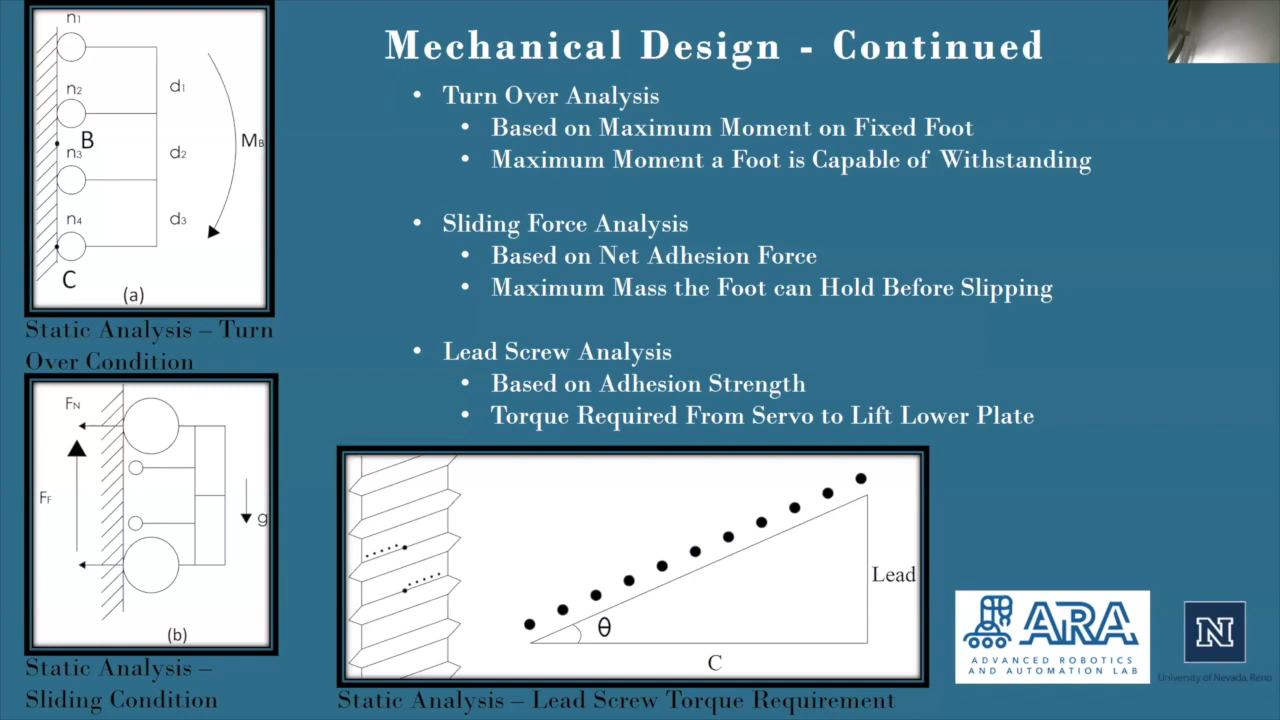 Mechanical Design - Continued
n1
n2
B
n3
n4
C
d1
d2
d3
MB
(a)
Static Analysis – Turn
Over Condition
FN
FF
g
(b)
Static Analysis –
Sliding Condition
• Turn Over Analysis
• Based on Maximum Moment on Fixed Foot
• Maximum Moment a Foot is Capable of Withstanding
• Sliding Force Analysis
• Based on Net Adhesion Force
• Maximum Mass the Foot can Hold Before Slipping
• Lead Screw Analysis
• Based on Adhesion Strength
• Torque Required From Servo to Lift Lower Plate
θ
Lead
C
Static Analysis – Lead Screw Torque Requirement
ARA
ADVANCED ROBOTICS
AND AUTOMATION LAB
N
University of Nevada, Reno